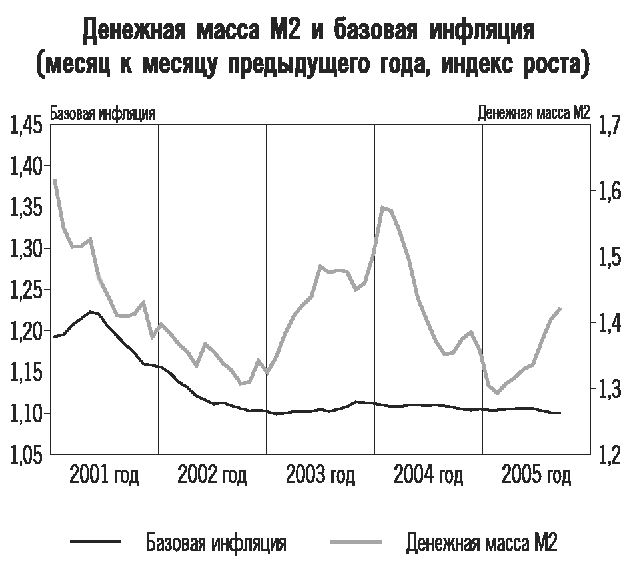 Денежная масса М2 и базовая инфляция
(месяц к месяцу предыдущего года, индекс роста)
Базовая инфляция
Денежная масса М2
1,45
1,40
1,35
1,30
1,25
1,20
1,15
1,10
1,05
1,7
1,6
1,5
1,4
1,3
1,2
2001 год
2002 год
2003 год
2004 год
2005 год
Базовая инфляция
Денежная масса М2